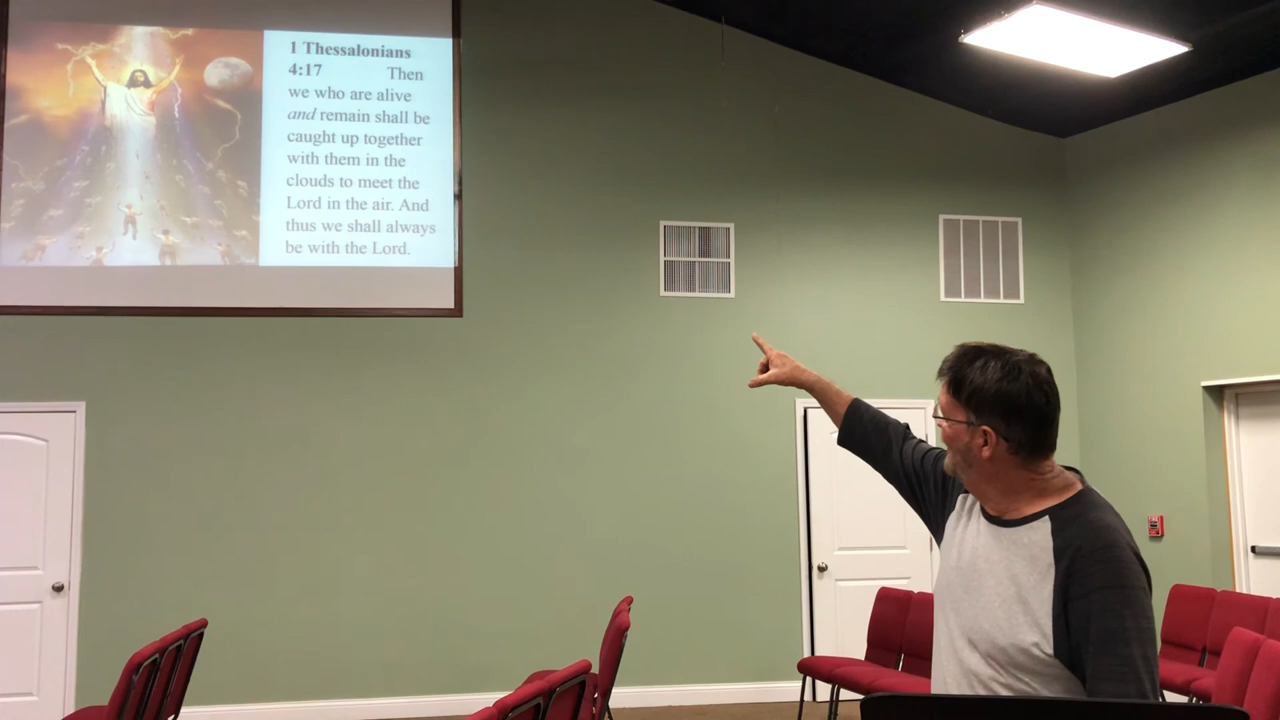 1 Thessalonians
4:17 Then
we who are alive
and remain shall be
caught up together
with them in the
clouds to meet the
Lord in the air. And
thus we shall always
be with the Lord.